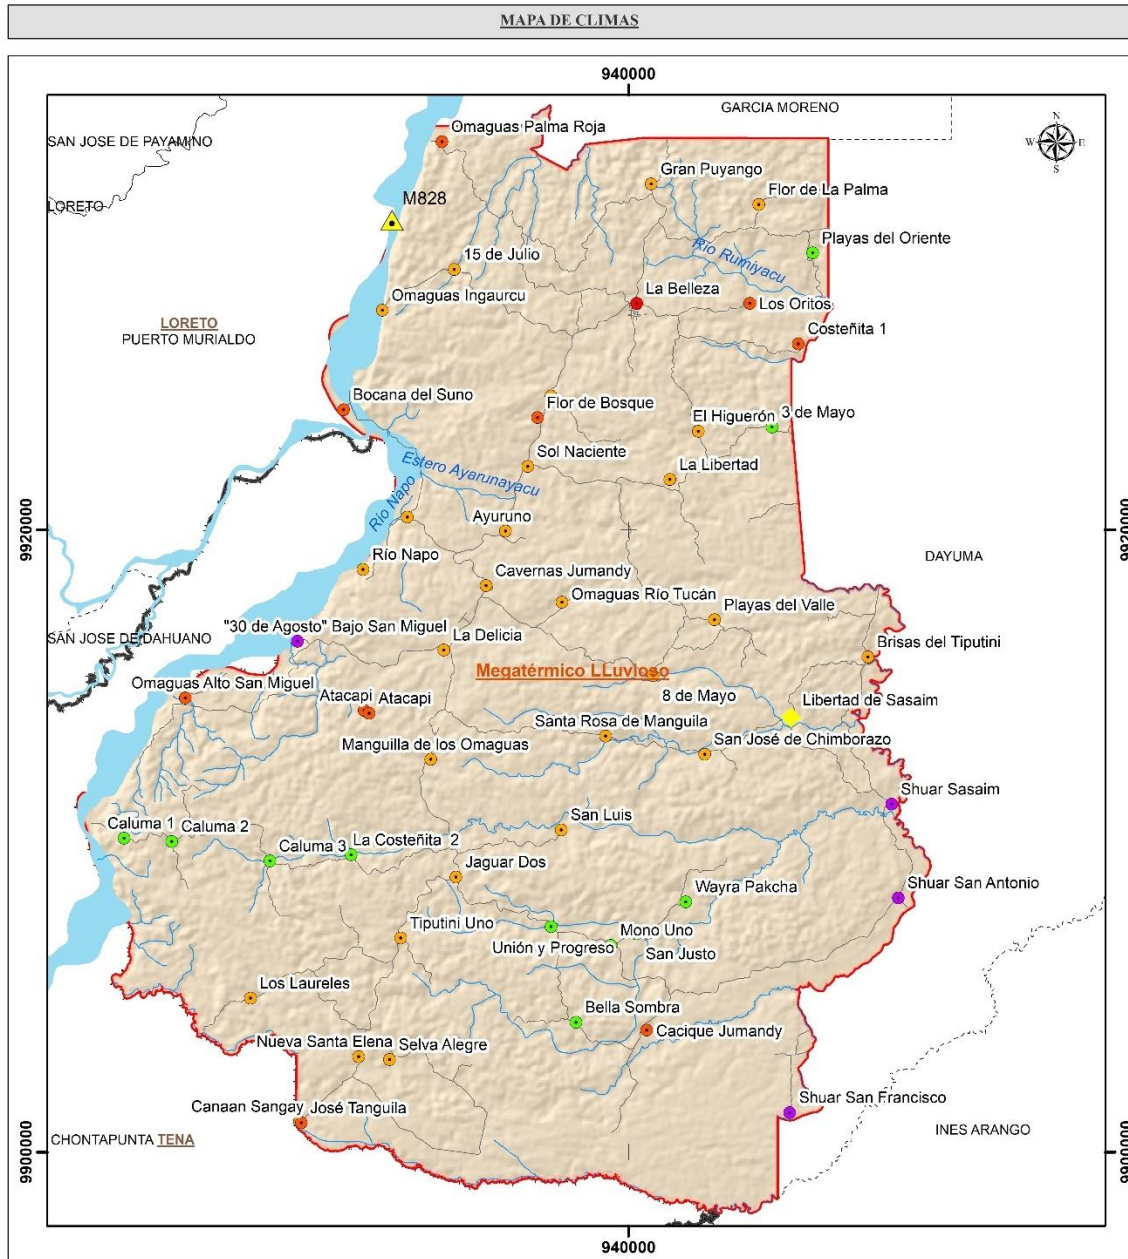 MAPA DE CLIMAS
940000
GARCIA MORENO
SAN JOSE DE PAYAMINO
Omaguas Palma Roja
N
W E
S
Gran Puyango
Flor de La Palma
LORETO
M828
Playas del Oriente
Río Rumiyacu
15 de Julio
La Belleza
Los Oritos
Omaguas Ingaurcu
LORETO
PUERTO MURIALDO
Costeñita 1
Bocana del Suno
Flor de Bosque
El Higuerón
3 de Mayo
Sol Naciente
La Libertad
Estero Ayarunayacu
Río Napo
Ayuruno
9920000
9920000
DAYUMA
Río Napo
Cavernas Jumandy
Omaguas Río Tucán
Playas del Valle
SAN JOSE DE DAHUANO
"30 de Agosto" Bajo San Miguel
La Delicia
Brisas del Tiputini
Megatérmico LLuvioso
Omaguas Alto San Miguel
Atacapi
Atacapi
8 de Mayo
Libertad de Sasaim
Santa Rosa de Manguila
San José de Chimborazo
Manguilla de los Omaguas
Shuar Sasaim
Caluma 1
Caluma 2
San Luis
Caluma 3
La Costeñita 2
Jaguar Dos
Wayra Pakcha
Shuar San Antonio
Tiputini Uno
Mono Uno
Unión y Progreso
San Justo
Los Laureles
Bella Sombra
Cacique Jumandy
Nueva Santa Elena
Selva Alegre
Canaan Sangay
José Tanguila
Shuar San Francisco
CHONTAPUNTA TENA
INES ARANGO
9900000
9900000
940000